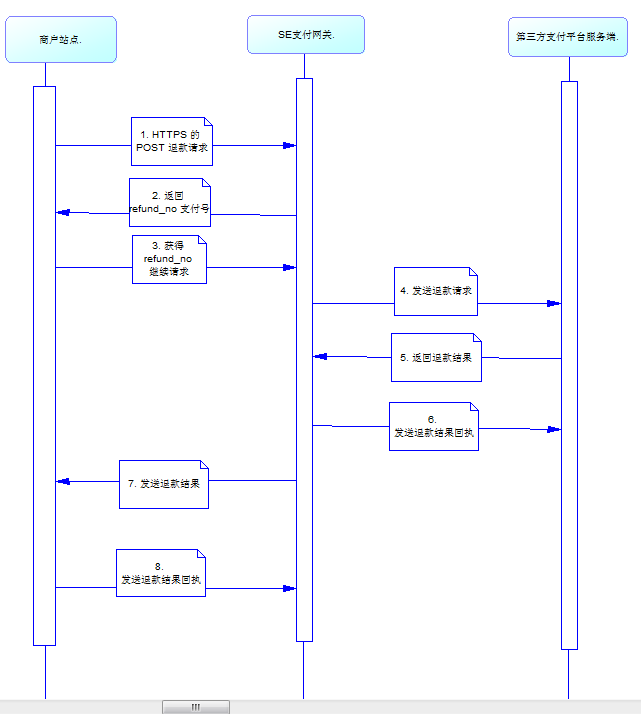 商户站点.
SE支付网关.
第三方支付平台服务端.
1. HTTPS 的
POST 退款请求
2. 返回
refund_no 支付号
3. 获得
refund_no
继续请求
4. 发送退款请求
5. 返回退款结果
6.
发送退款结果回执
7. 发送退款结果
8.
发送退款结果回执